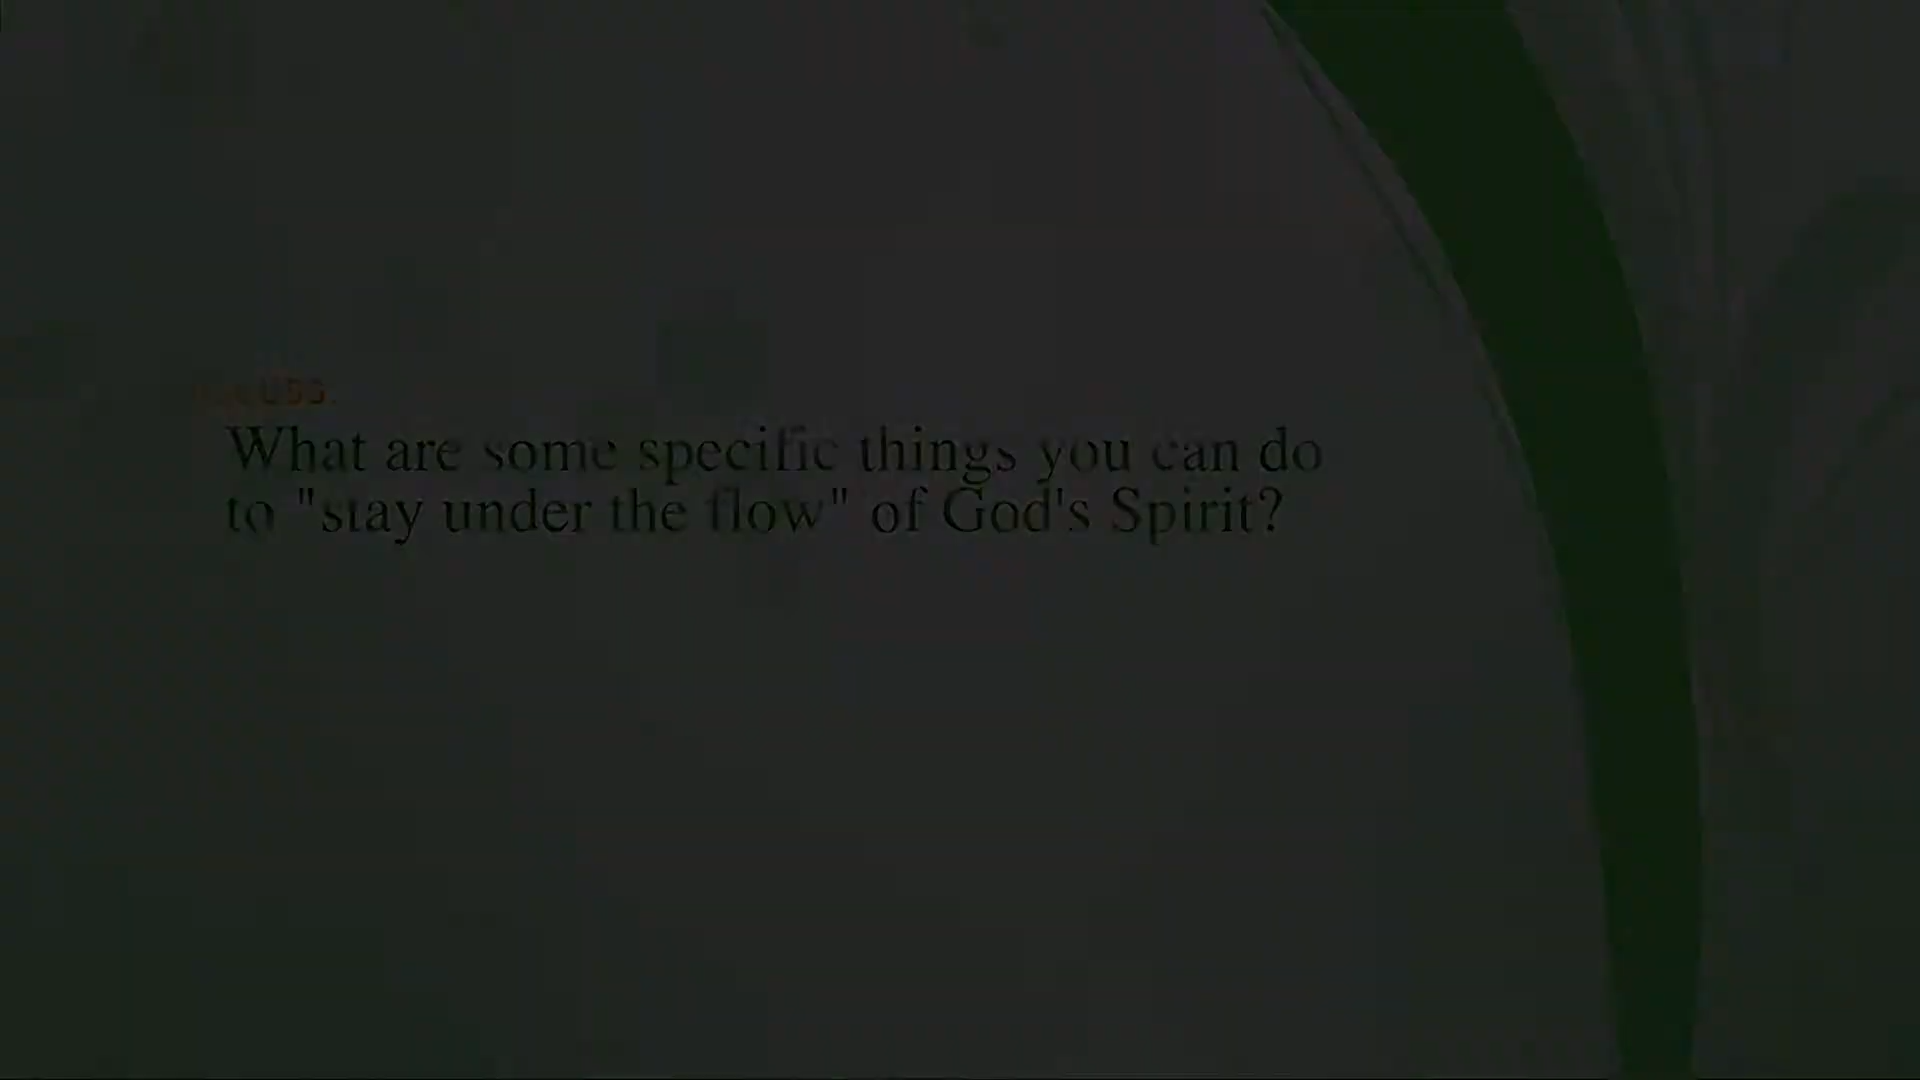 What are some specific things you can do
to "stay under the flow" of God's Spirit?